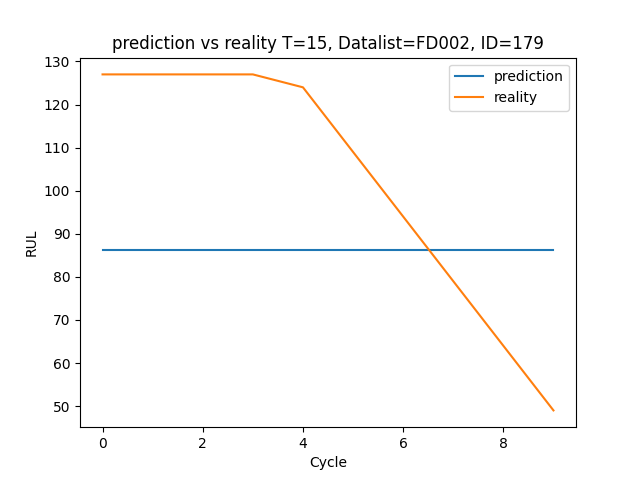 prediction vs reality T=15, Datalist=FD002, ID=179
prediction
reality
130
120
110
100
90
80
70
60
50
RUL
0 2 4 6 8
Cycle